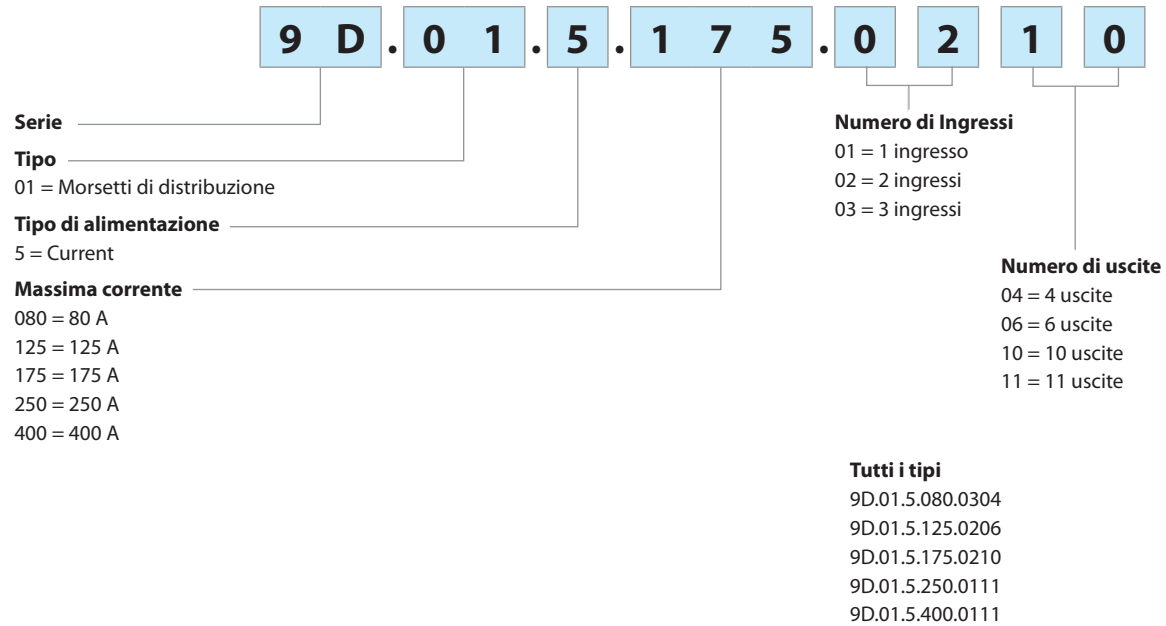 9 D . 0 1 . 5 . 1 7 5 . 0 2 1 0
Serie
Tipo
01 = Morsetti di distribuzione
Tipo di alimentazione
5 = Current
Massima corrente
080 = 80 A
125 = 125 A
175 = 175 A
250 = 250 A
400 = 400 A
Numero di Ingressi
01 = 1 ingresso
02 = 2 ingressi
03 = 3 ingressi
Numero di uscite
04 = 4 uscite
06 = 6 uscite
10 = 10 uscite
11 = 11 uscite
Tutti i tipi
9D.01.5.080.0304
9D.01.5.125.0206
9D.01.5.175.0210
9D.01.5.250.0111
9D.01.5.400.0111